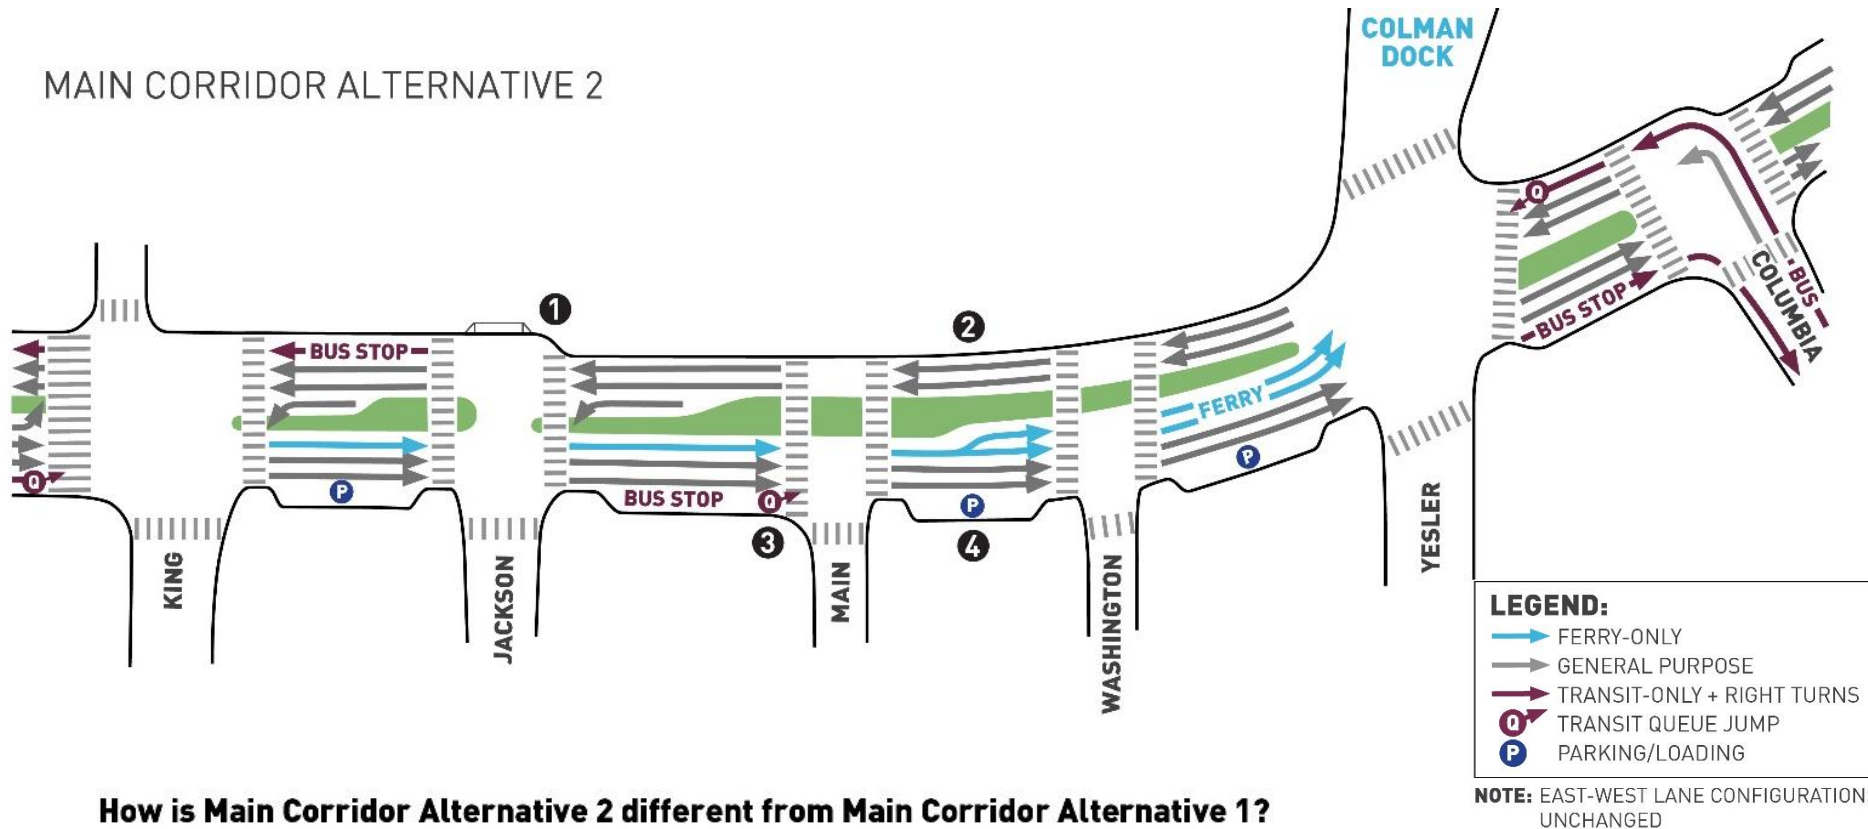 MAIN CORRIDOR ALTERNATIVE 2
COLMAN
DOCK
1
2
Q
BUS STOP
BUS STOP
COLUMBIA
BUS
FERRY
Q
P
BUS STOP
Q
P
P
3
4
KING
JACKSON
MAIN
WASHINGTON
YESLER
LEGEND:
FERRY-ONLY
GENERAL PURPOSE
TRANSIT-ONLY + RIGHT TURNS
Q TRANSIT QUEUE JUMP
P PARKING/LOADING
NOTE: EAST-WEST LANE CONFIGURATION
UNCHANGED
How is Main Corridor Alternative 2 different from Main Corridor Alternative 1?